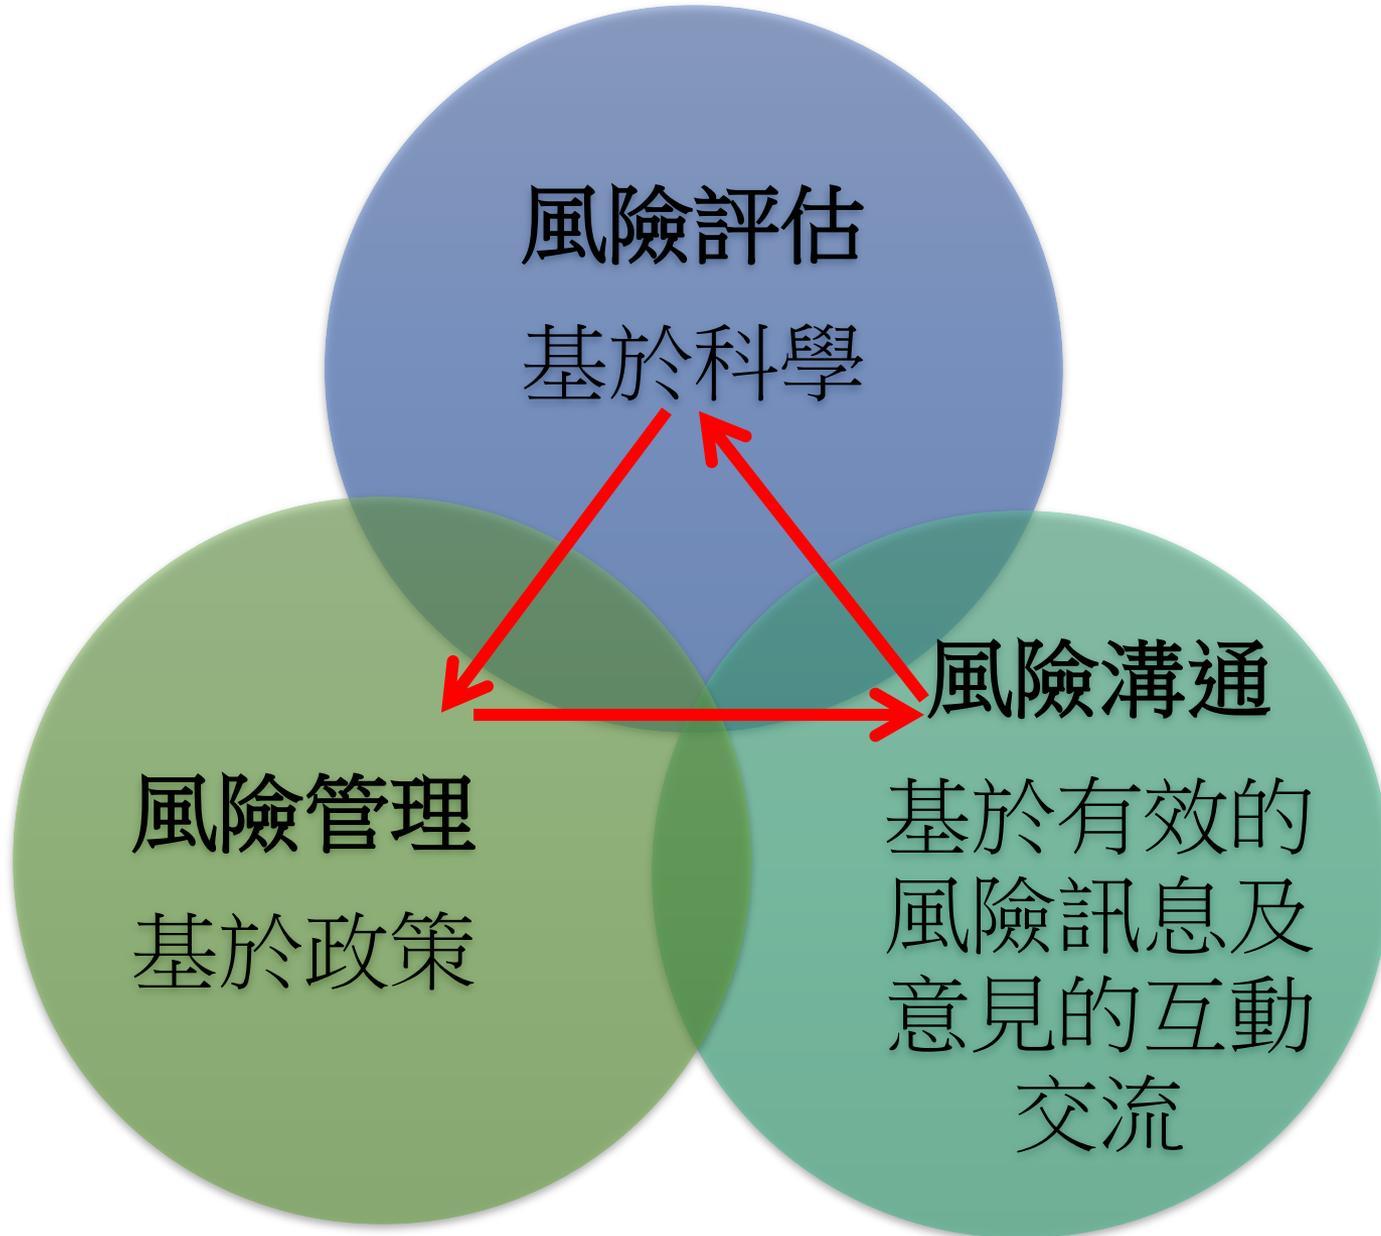 風險評估
基於科學
風險管理
基於政策
風險溝通
基於有效的
風險訊息及
意見的互動
交流